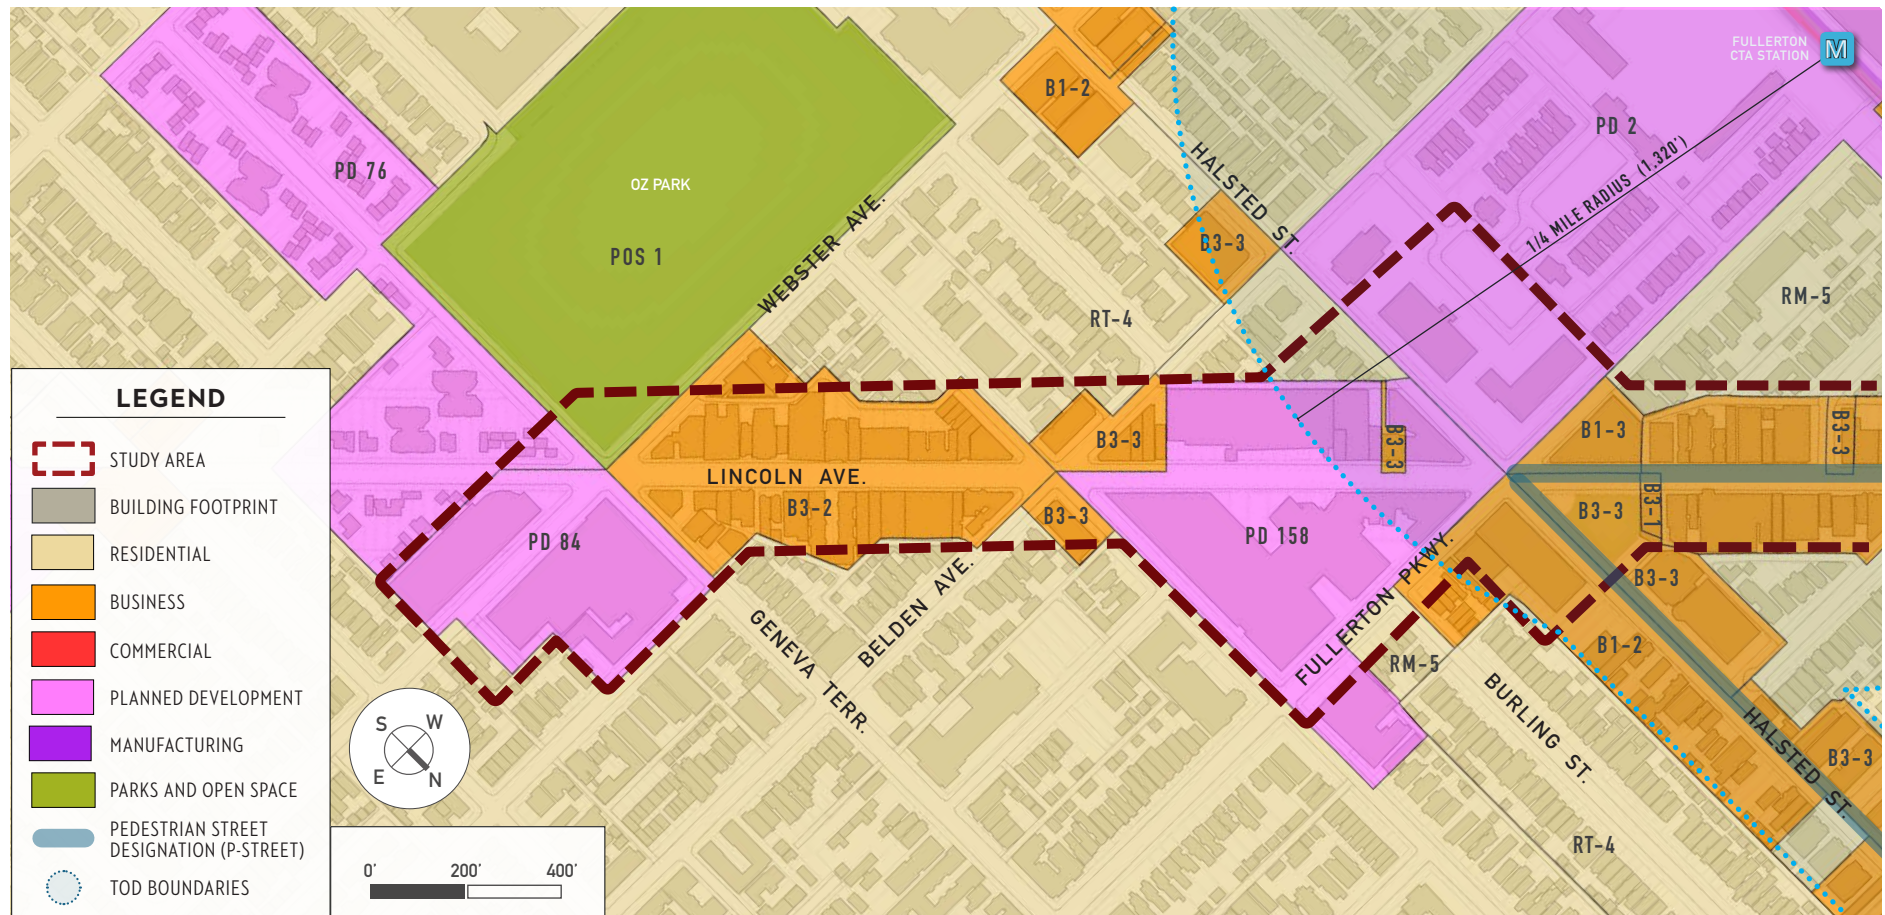 FULLERTON
CTA STATION
M
B1-2
PD 2
PD 76
HALSTED ST.
1/4 MILE RADIUS (1,320')
OZ PARK
POS 1
WEBSTER AVE.
B3-3
RM-5
RT-4
LEGEND
STUDY AREA
BUILDING FOOTPRINT
RESIDENTIAL
BUSINESS
COMMERCIAL
PLANNED DEVELOPMENT
MANUFACTURING
PARKS AND OPEN SPACE
PEDESTRIAN STREET
DESIGNATION (P-STREET)
TOD BOUNDARIES
B3-3
B3-3
B1-3
B3-3
LINCOLN AVE.
B3-2
B3-3
PD 84
PD 158
B3-3
B3-1
B3-3
FULLERTON PKWY.
BELDEN AVE.
GENEVA TERR.
RM-5
B1-2
BURLING ST.
HALSTED ST.
B3-3
RT-4
S
W
E
N
0'
200'
400'